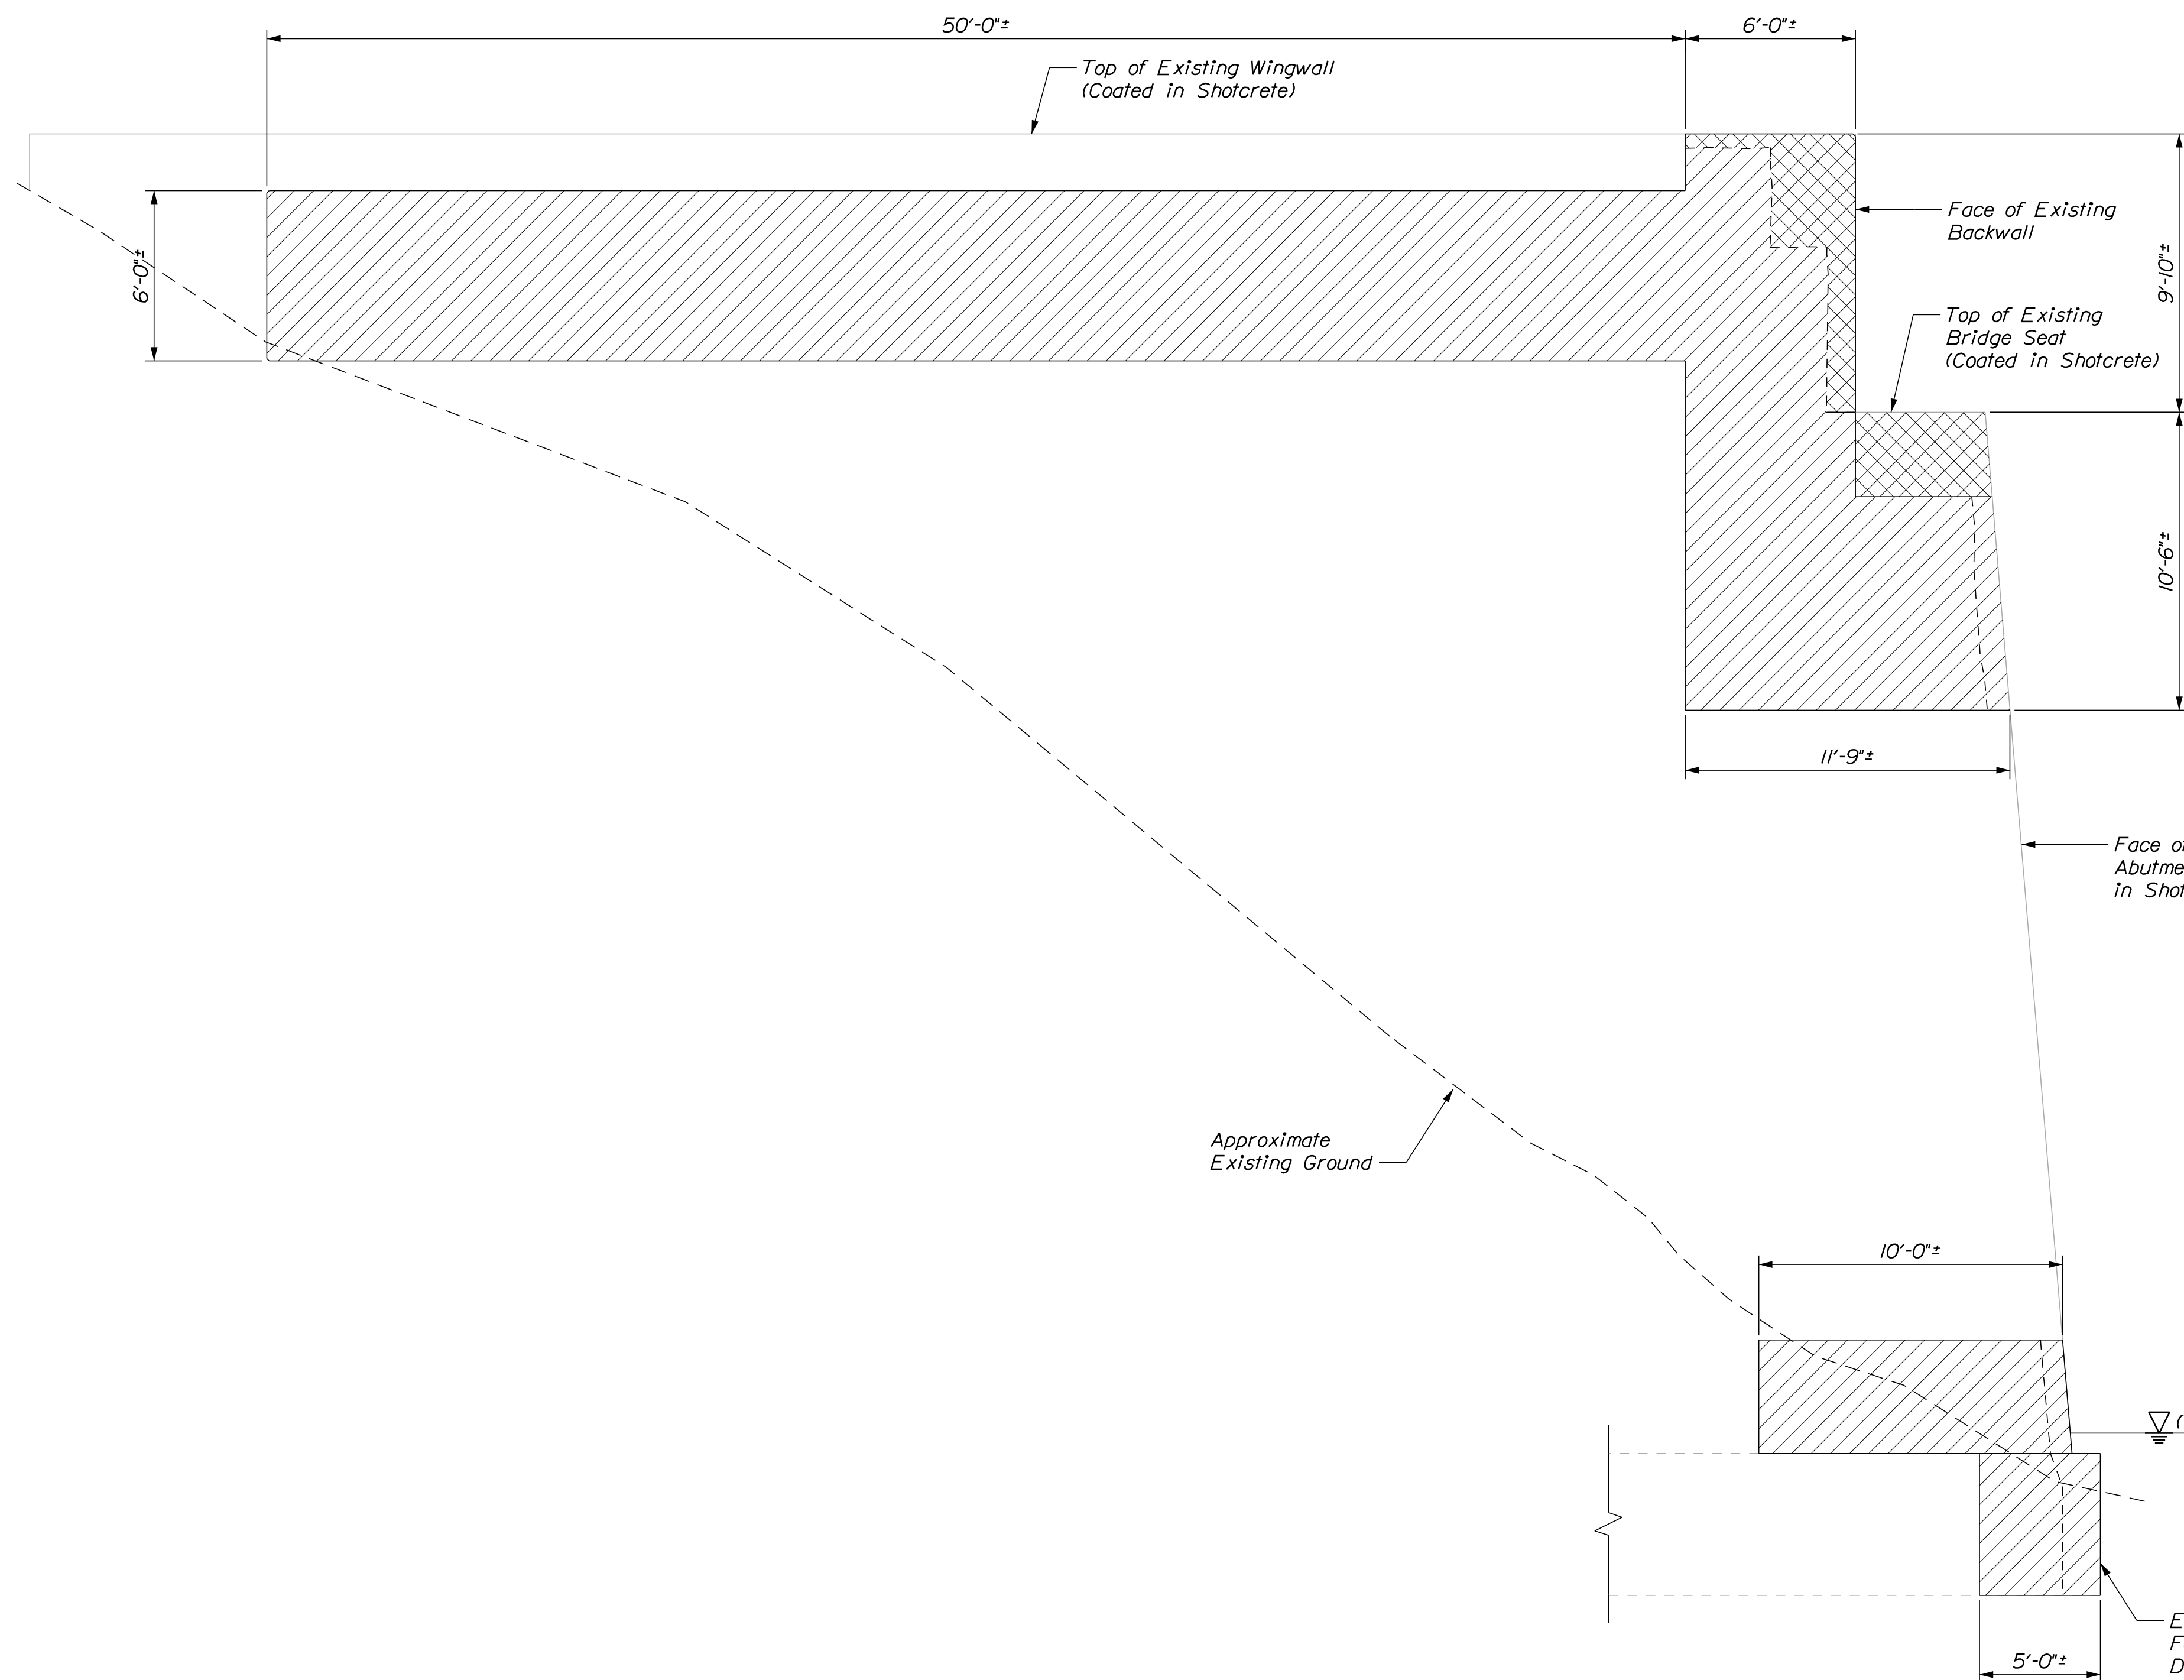 50'-0"±
6'-0"±
Top of Existing Wingwall
(Coated in Shotcrete)
6'-0"±
Face of Existing
Backwall
9'-10"±
Top of Existing
Bridge Seat
(Coated in Shotcrete)
10'-6"±
11'-9"±
Face of
Abutme
in Shot
Approximate
Existing Ground
10'-0"±
(
E
F
D
5'-0"±